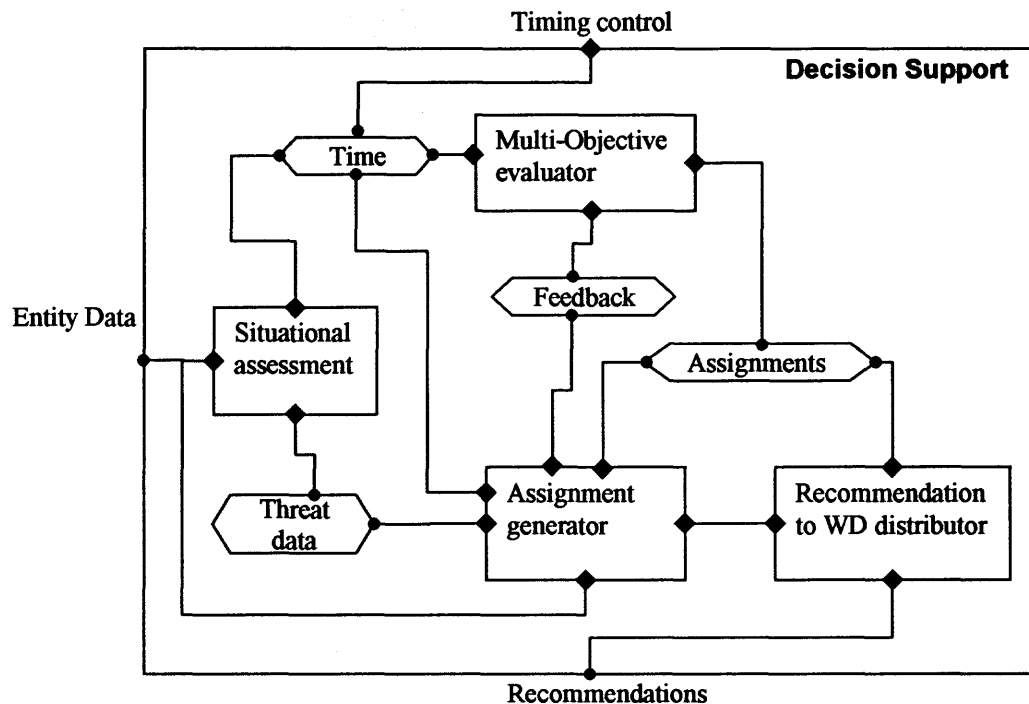 Timing control
Decision Support
Time
Multi-Objective
evaluator
Feedback
Entity Data
Situational
assessment
Assignments
Threat
data
Assignment
generator
Recommendation
to WD distributor
Recommendations